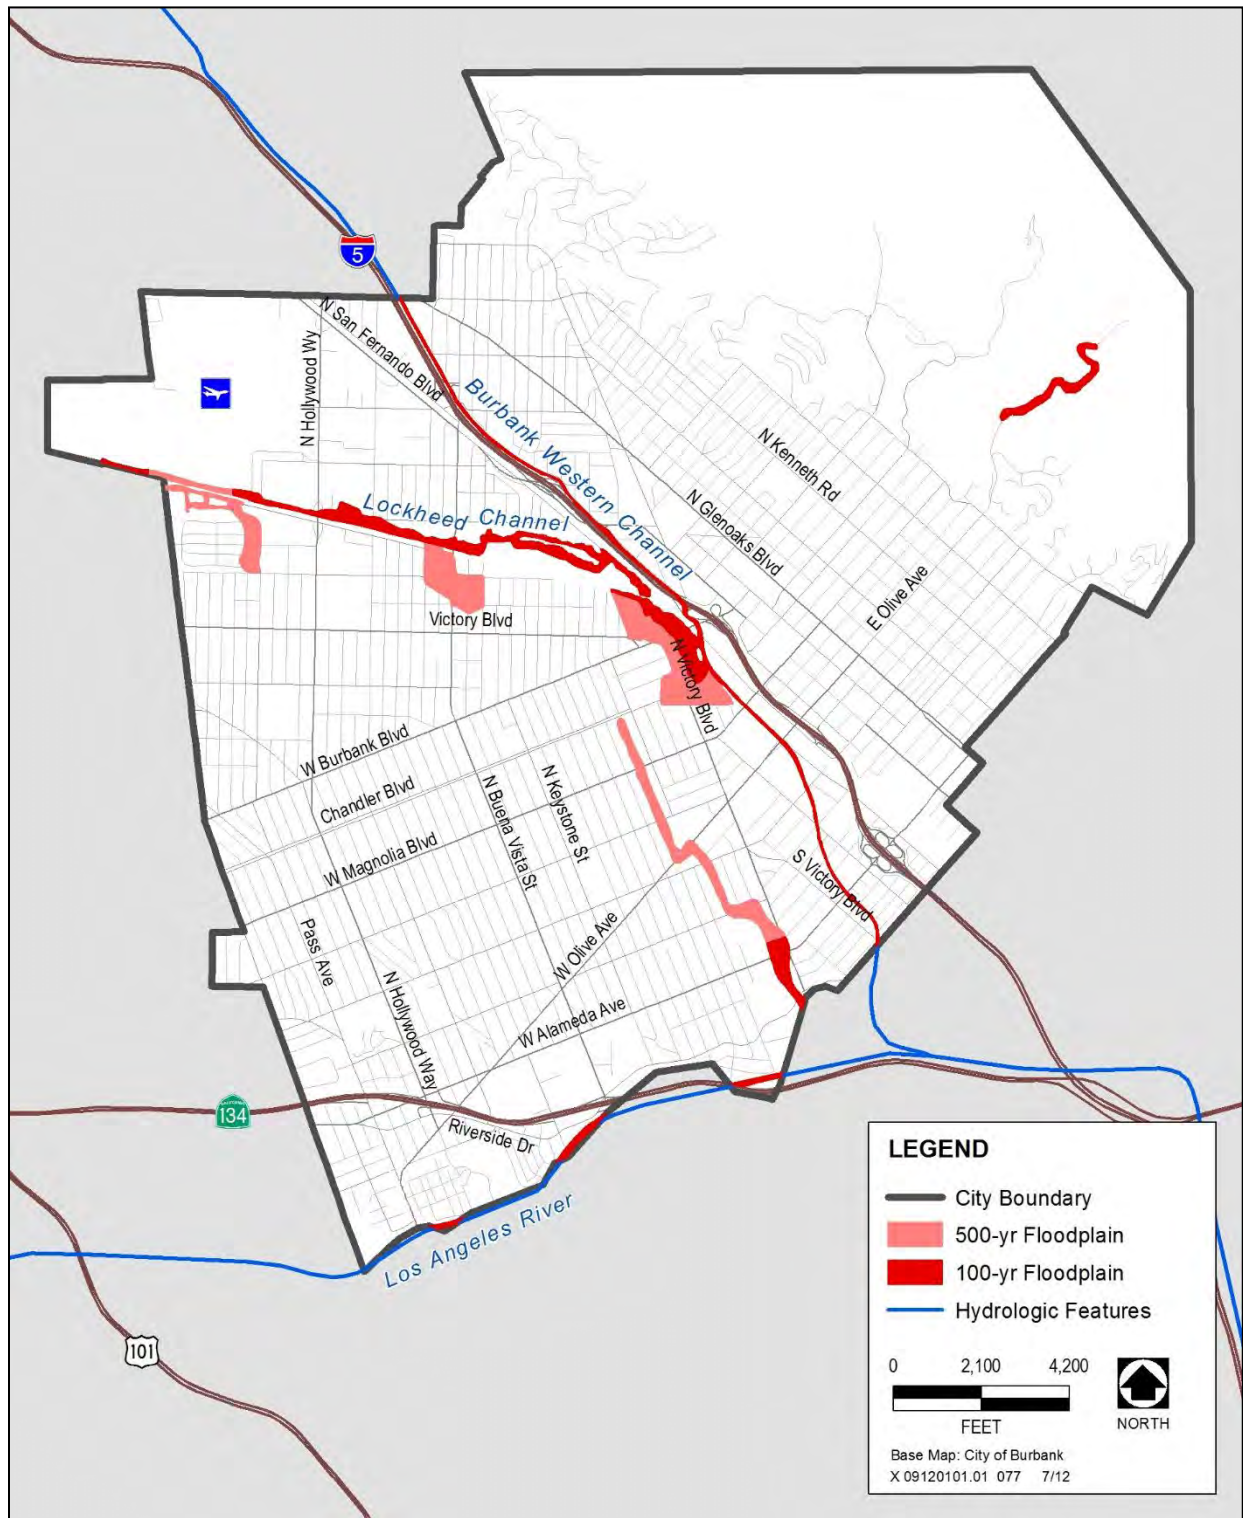 5
N San Fernando Blvd
N Hollywood Wy
Burbank Western Channel
N Kenneth Rd
N Glenoaks Blvd
Lockheed Channel
E Olive Ave
Victory Blvd
N Victory Blvd
W Burbank Blvd
Chandler Blvd
N Keystone St
N Buena Vista St
W Magnolia Blvd
S Victory Blvd
Pass Ave
W Olive Ave
N Hollywood Way
W Alameda Ave
CALIFORNIA
134
Riverside Dr
Los Angeles River
101
LEGEND
City Boundary
500-yr Floodplain
100-yr Floodplain
Hydrologic Features
0 2,100 4,200
FEET
NORTH
Base Map: City of Burbank
X 09120101.01 077 7/12